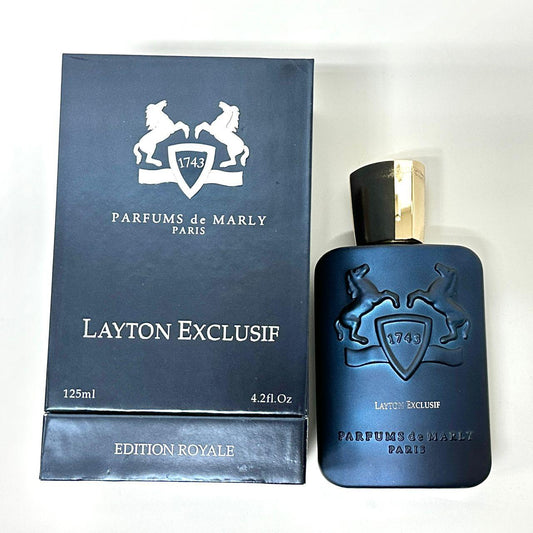 1743
PARFUMS de MARLY
PARIS
LAYTON EXCLUSIF
125ml 4.2fl.Oz
EDITION ROYALE
1743
LAYTON EXCLUSIF
PARFUMS de MARLY
PARIS